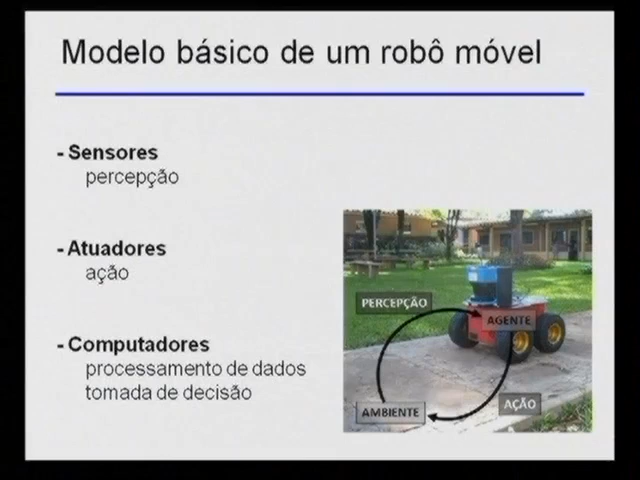 Modelo básico de um robô móvel
- Sensores
percepção
- Atuadores
ação
- Computadores
processamento de dados
tomada de decisão
PERCEPÇÃO
AGENTE
AMBIENTE
AÇÃO